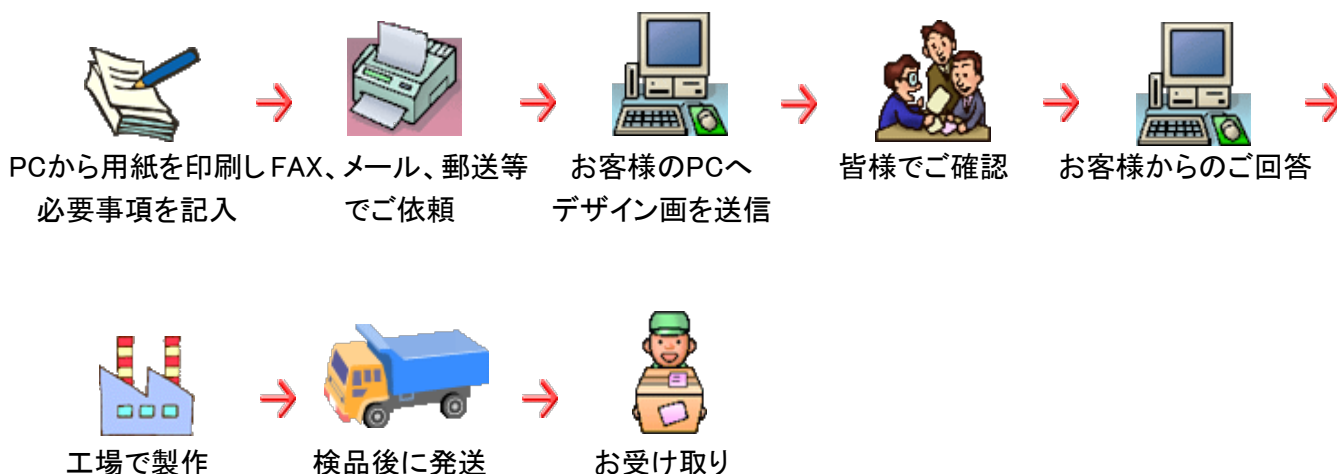 PCから用紙を印刷し
必要事項を記入
FAX、メール、郵送等
でご依頼
お客様のPCへ
デザイン画を送信
皆様でご確認
お客様からのご回答
工場で製作
検品後に発送
お受け取り